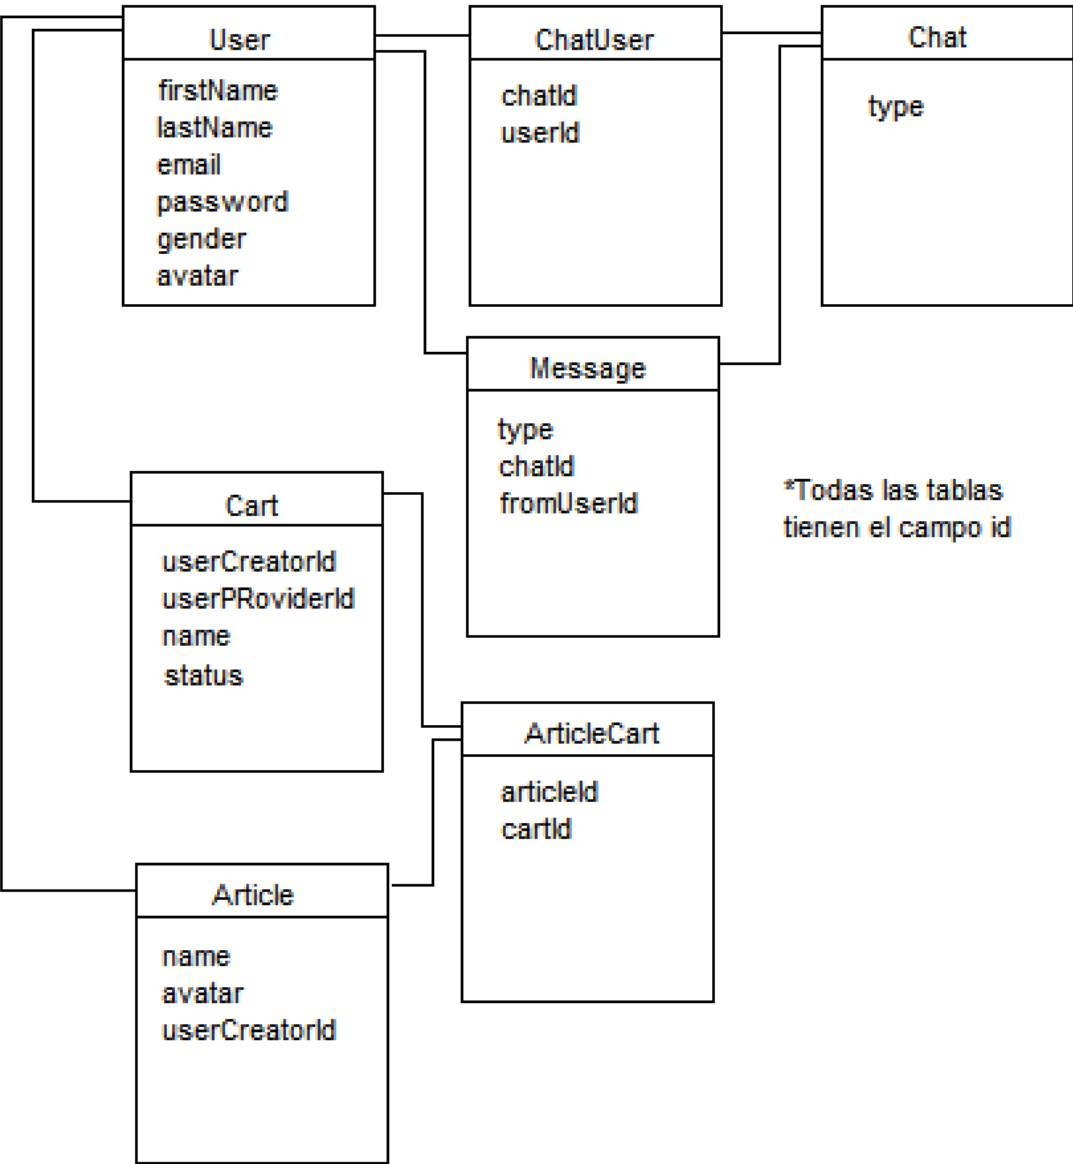 User
firstName
lastName
email
password
gender
avatar
ChatUser
chatId
userId
Chat
type
Message
type
chatId
fromUserId
*Todas las tablas
tienen el campo id
Cart
userCreatorId
userPRoviderId
name
status
ArticleCart
articleId
cartId
Article
name
avatar
userCreatorId